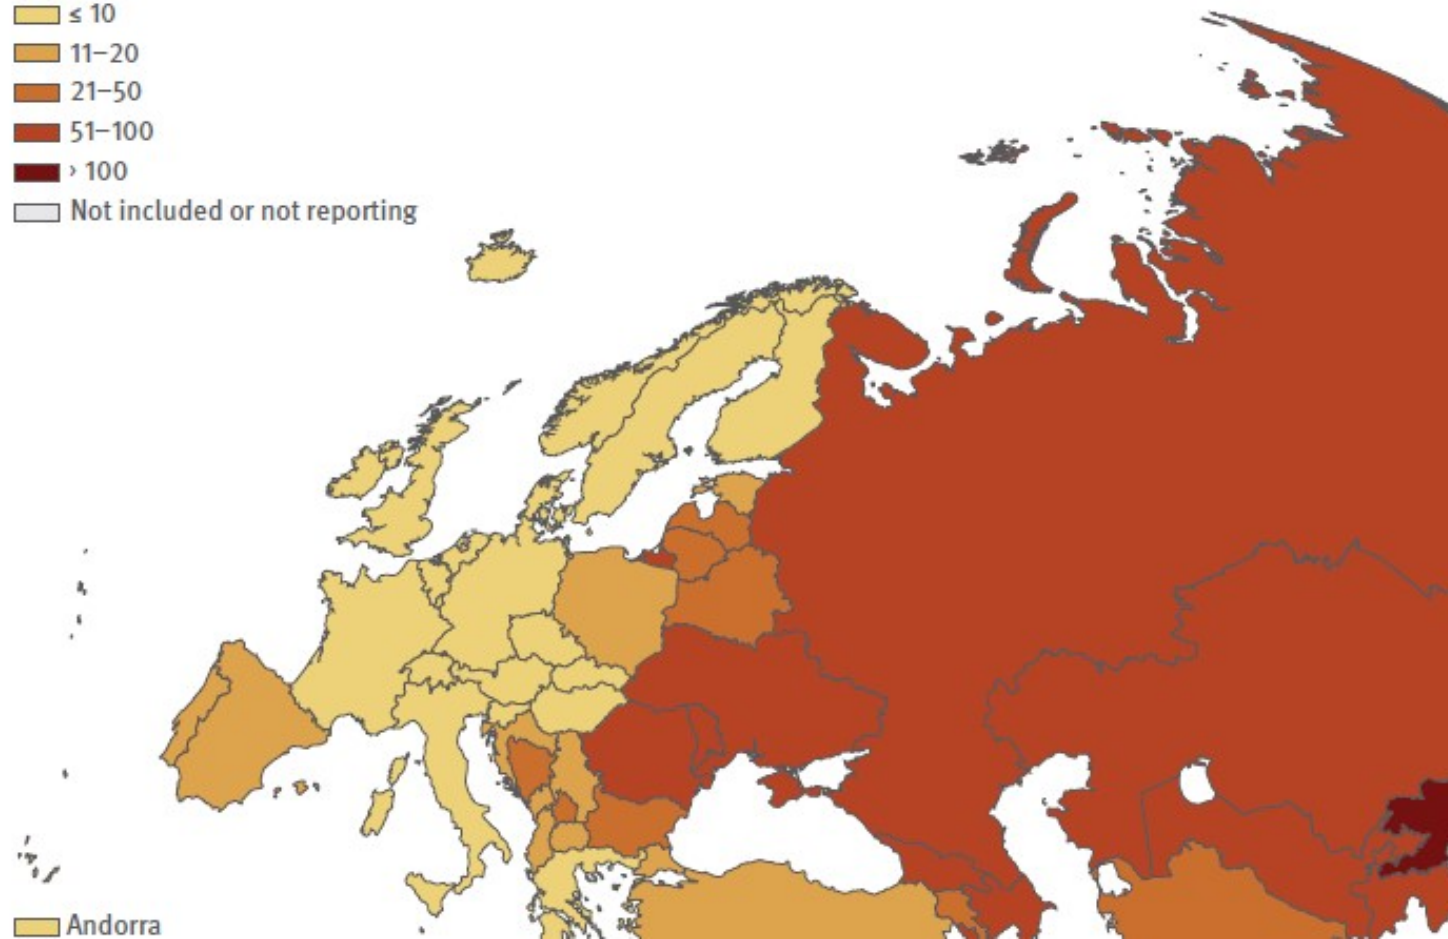 ≤ 10
11–20
21–50
51–100
> 100
Not included or not reporting
Andorra